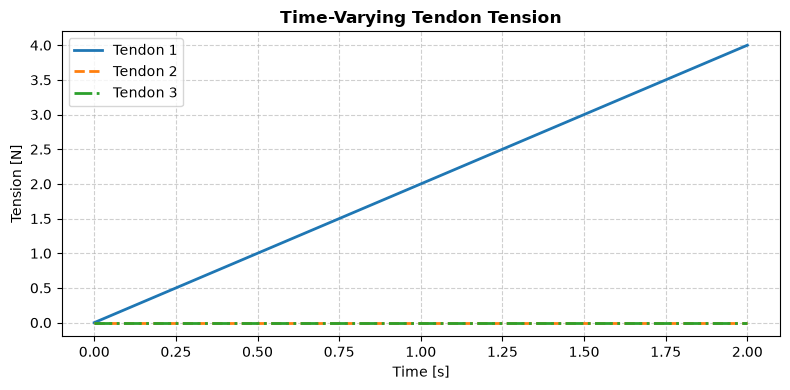 Time-Varying Tendon Tension
Tendon 1
Tendon 2
Tendon 3
Tension [N]
4.0
3.5
3.0
2.5
2.0
1.5
1.0
0.5
0.0
0.00 0.25 0.50 0.75 1.00 1.25 1.50 1.75 2.00
Time [s]